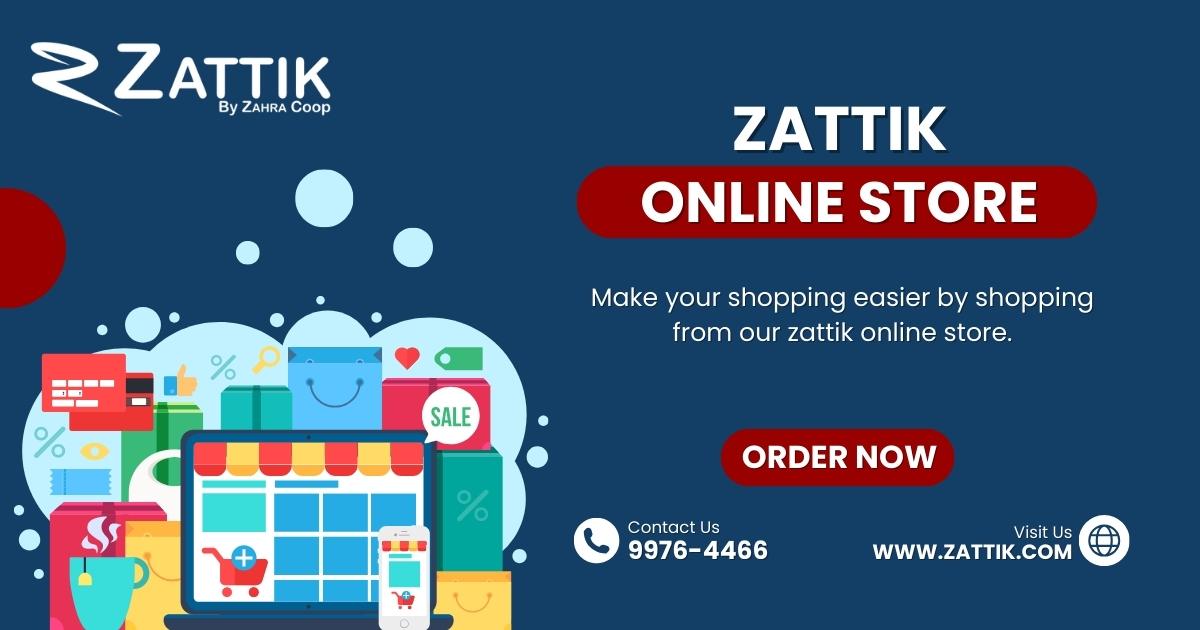 ZATTIK
By ZAHRA Coop
ZATTIK
ONLINE STORE
Make your shopping easier by shopping
from our zattik online store.
SALE
ORDER NOW
Contact Us
9976-4466
Visit Us
WWW.ZATTIK.COM